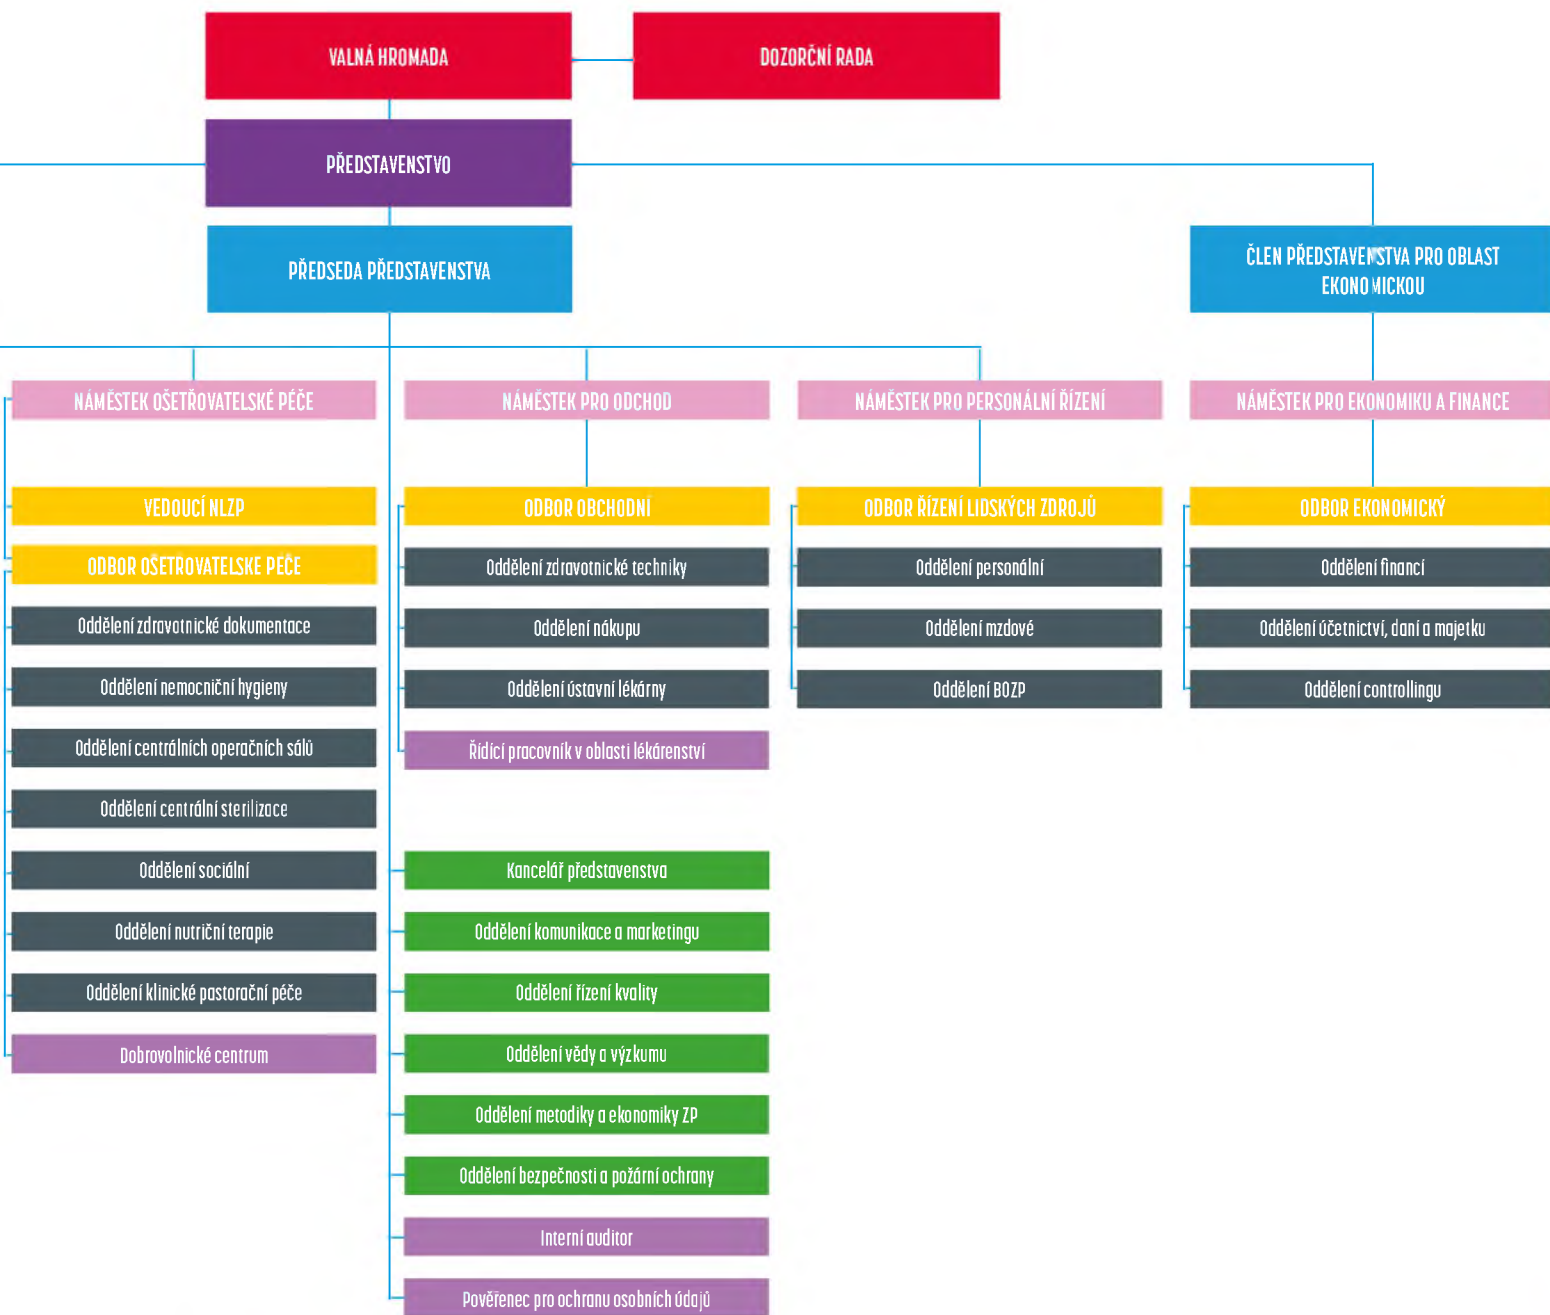 VALNÁ HROMADA
DOZORČNÍ RADA
PŘEDSTAVENSTVO
PŘEDSEDA PŘEDSTAVENSTVA
ČLEN PŘEDSTAVENSTVA PRO OBLAST
EKONOMICKOU
NÁMĚSTEK OŠETŘOVATELSKÉ PÉČE
NÁMĚSTEK PRO ODCHOD
NÁMĚSTEK PRO PERSONÁLNÍ ŘÍZENÍ
NÁMĚSTEK PRO EKONOMIKU A FINANCE
VEDOUCÍ NLZP
ODBOR OŠETŘOVATELSKE PEČE
Oddělení zdravotnické dokumentace
Oddělení nemocniční hygieny
Oddělení centrálních operačních sálů
Oddělení centrální sterilizace
Oddělení sociální
Oddělení nutriční terapie
Oddělení klinické pastorační péče
Dobrovolnické centrum
ODBOR OBCHODNÍ
Oddělení zdravotnické techniky
Oddělení nákupu
Oddělení ústavní lékárny
Řídící pracovník v oblasti lékárenství
Kancelář představenstva
Oddělení komunikace a marketingu
Oddělení řízení kvality
Oddělení vědy a výzkumu
Oddělení metodiky a ekonomiky ZP
Oddělení bezpečnosti a požární ochrany
Interní auditor
Pověřenec pro ochranu osobních údajů
ODBOR ŘÍZENÍ LIDSKÝCH ZDROJŮ
Oddělení personální
Oddělení mzdové
Oddělení BOZP
ODBOR EKONOMICKÝ
Oddělení financí
Oddělení účetnictví, daní a majetku
Oddělení controllingu